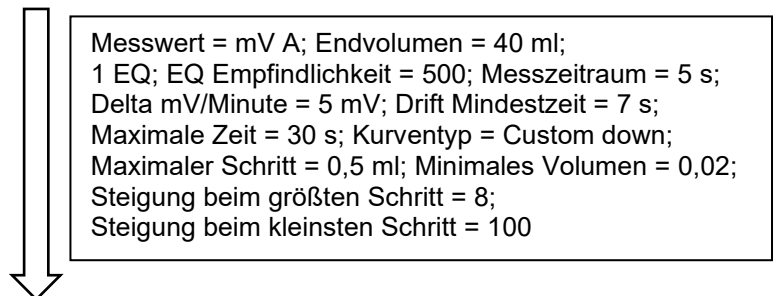 Messwert = mV A; Endvolumen = 40 ml;
1 EQ; EQ Empfindlichkeit = 500; Messzeitraum = 5 s;
Delta mV/Minute = 5 mV; Drift Mindestzeit = 7 s;
Maximale Zeit = 30 s; Kurventyp = Custom down;
Maximaler Schritt = 0,5 ml; Minimales Volumen = 0,02;
Steigung beim größten Schritt = 8;
Steigung beim kleinsten Schritt = 100